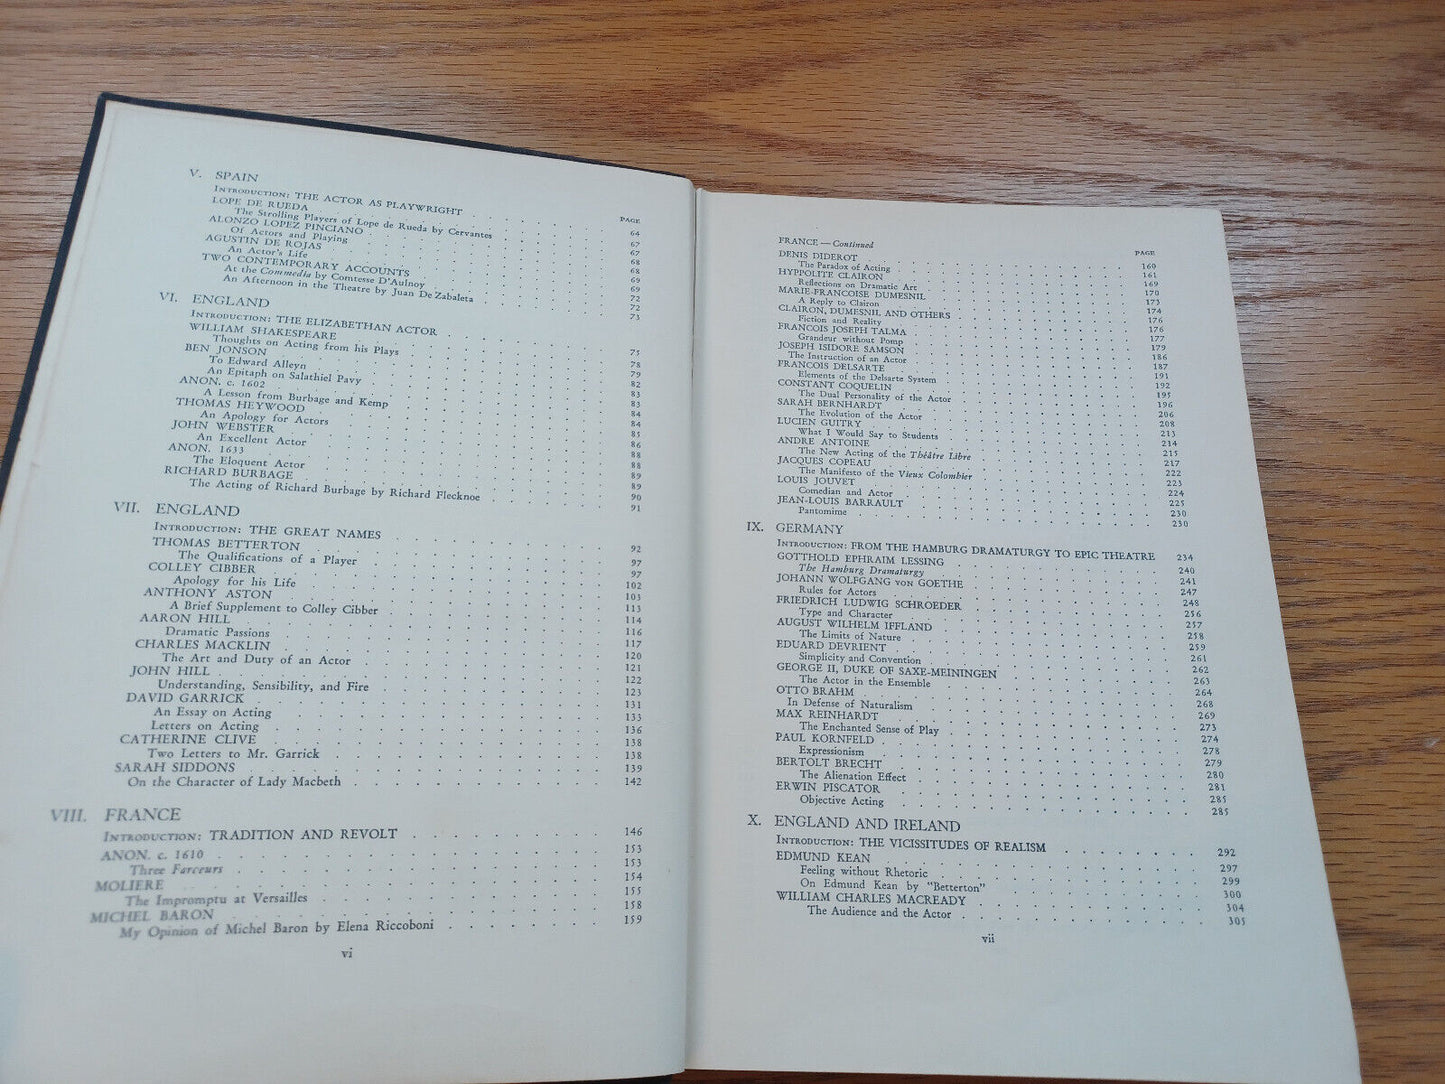 V. SPAIN
PAGE
INTRODUCTION: THE ACTOR AS PLAYWRIGHT 64
LOPE DE RUEDA 67
The Strolling Players of Lope de Rueda by Cervantes 67
ALONZO LOPEZ PINCIANO 68
Of Actors and Playing 68
AGUSTIN DE ROJAS 69
An Actor's Life 69
TWO CONTEMPORARY ACCOUNTS 72
At the Commedia by Comtesse D'Aulnoy 72
An Afternoon in the Theatre by Juan De Zabaleta 73
VI. ENGLAND
INTRODUCTION: THE ELIZABETHAN ACTOR 75
WILLIAM SHAKESPEARE 78
Thoughts on Acting from his Plays 79
BEN JONSON 82
To Edward Alleyn 83
An Epitaph on Salathiel Pavy 83
ANON. c. 1602 84
A Lesson from Burbage and Kemp 84
THOMAS HEYWOOD 85
An Apology for Actors 86
JOHN WEBSTER 88
An Excellent Actor 88
ANON. 1633 89
The Eloquent Actor 89
RICHARD BURBAGE 90
The Acting of Richard Burbage by Richard Flecknoe 91
VII. ENGLAND
INTRODUCTION: THE GREAT NAMES 92
THOMAS BETTERTON 97
The Qualifications of a Player 97
COLLEY CIBBER 102
Apology for his Life 103
ANTHONY ASTON 113
A Brief Supplement to Colley Cibber 114
AARON HILL 116
Dramatic Passions 117
CHARLES MACKLIN 120
The Art and Duty of an Actor 121
JOHN HILL 122
Understanding, Sensibility, and Fire 123
DAVID GARRICK 131
An Essay on Acting 133
Letters on Acting 136
CATHERINE CLIVE 138
Two Letters to Mr. Garrick 138
SARAH SIDDONS 139
On the Character of Lady Macbeth 142
VIII. FRANCE
INTRODUCTION: TRADITION AND REVOLT 146
ANON. c. 1610 153
Three Farceurs 153
MOLIERE 154
The Impromptu at Versailles 155
MICHEL BARON 158
My Opinion of Michel Baron by Elena Riccoboni 159
vi
FRANCE — Continued
PAGE
DENIS DIDEROT 160
The Paradox of Acting 161
HYPPOLITE CLAIRON 169
Reflections on Dramatic Art 170
MARIE-FRANCOISE DUMESNIL 173
A Reply to Clairon 174
CLAIRON, DUMESNIL AND OTHERS 176
Fiction and Reality 176
FRANCOIS JOSEPH TALMA 177
Grandeur without Pomp 179
JOSEPH ISIDORE SAMSON 186
The Instruction of an Actor 187
FRANCOIS DELSARTE 191
Elements of the Delsarte System 192
CONSTANT COQUELIN 195
The Dual Personality of the Actor 196
SARAH BERNHARDT 206
The Evolution of the Actor 208
LUCIEN GUITRY 213
What I Would Say to Students 214
ANDRE ANTOINE 215
The New Acting of the Théâtre Libre 217
JACQUES COPEAU 222
The Manifesto of the Vieux Colombier 223
LOUIS JOUVET 224
Comedian and Actor 225
JEAN-LOUIS BARRAULT 230
Pantomime 230
IX. GERMANY
INTRODUCTION: FROM THE HAMBURG DRAMATURGY TO EPIC THEATRE 234
GOTTHOLD EPHRAIM LESSING 240
The Hamburg Dramaturgy 241
JOHANN WOLFGANG VON GOETHE 247
Rules for Actors 248
FRIEDRICH LUDWIG SCHROEDER 256
Type and Character 257
AUGUST WILHELM IFFLAND 258
The Limits of Nature 259
EDUARD DEVRIENT 261
Simplicity and Convention 262
GEORGE II, DUKE OF SAXE-MEININGEN 263
The Actor in the Ensemble 264
OTTO BRAHM 268
In Defense of Naturalism 269
MAX REINHARDT 273
The Enchanted Sense of Play 274
PAUL KORNFELD 278
Expressionism 279
BERTOLT BRECHT 280
The Alienation Effect 281
ERWIN PISCATOR 285
Objective Acting 285
X. ENGLAND AND IRELAND
INTRODUCTION: THE VICISSITUDES OF REALISM 292
EDMUND KEAN 297
Feeling without Rhetoric 299
On Edmund Kean by "Betterton" 300
WILLIAM CHARLES MACREADY 304
The Audience and the Actor 305
vii